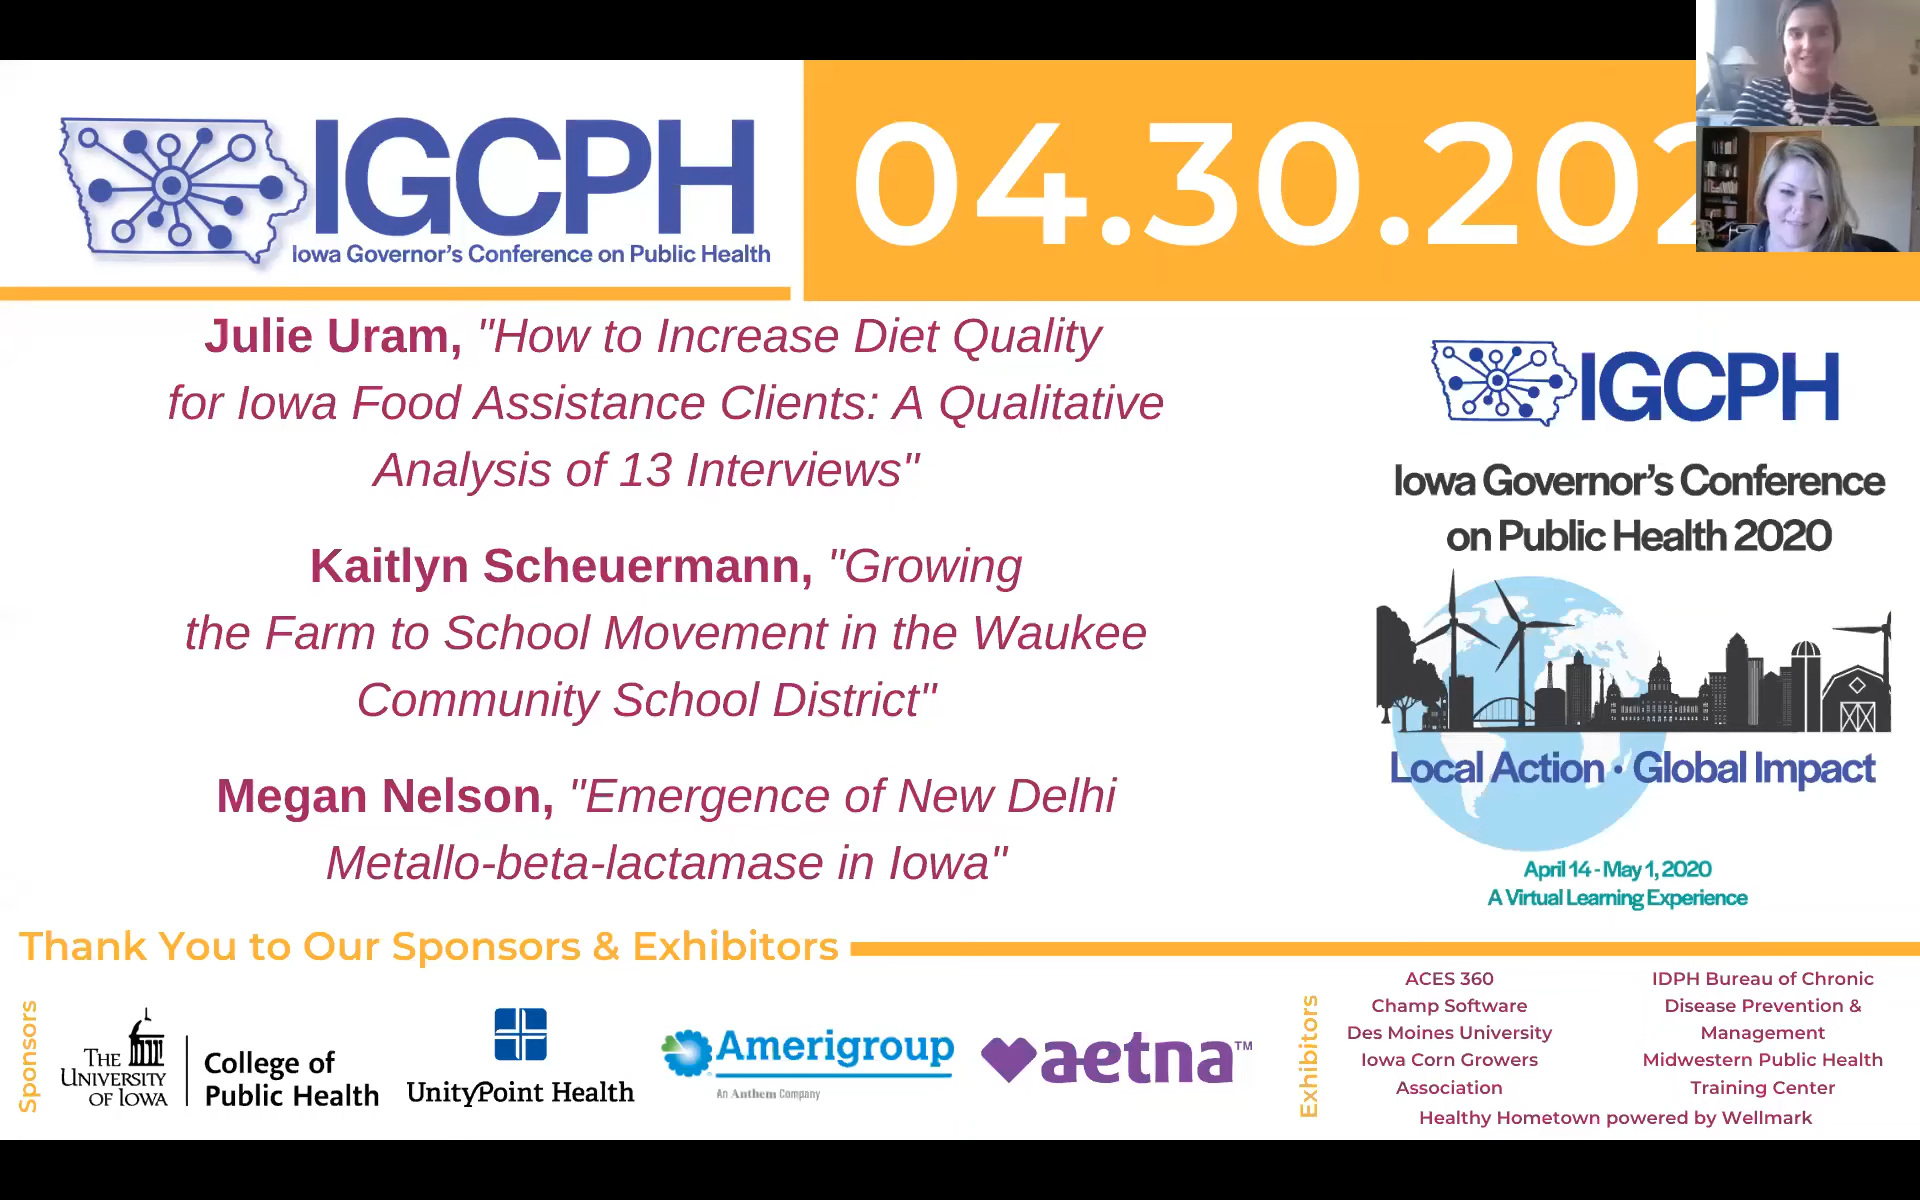 IGCPH
Iowa Governor's Conference on Public Health
04.30.202
Julie Uram, "How to Increase Diet Quality
for Iowa Food Assistance Clients: A Qualitative
Analysis of 13 Interviews"
Kaitlyn Scheuermann, "Growing
the Farm to School Movement in the Waukee
Community School District"
Megan Nelson, "Emergence of New Delhi
Metallo-beta-lactamase in Iowa"
IGCPH
Iowa Governor's Conference
on Public Health 2020
Local Action · Global Impact
April 14 - May 1, 2020
A Virtual Learning Experience
Thank You to Our Sponsors & Exhibitors
Sponsors
THE
UNIVERSITY
OF IOWA
College of
Public Health
UnityPoint Health
Amerigroup
An Anthem Company
aetna™
Exhibitors
ACES 360
Champ Software
Des Moines University
Iowa Corn Growers
Association
IDPH Bureau of Chronic
Disease Prevention &
Management
Midwestern Public Health
Training Center
Healthy Hometown powered by Wellmark